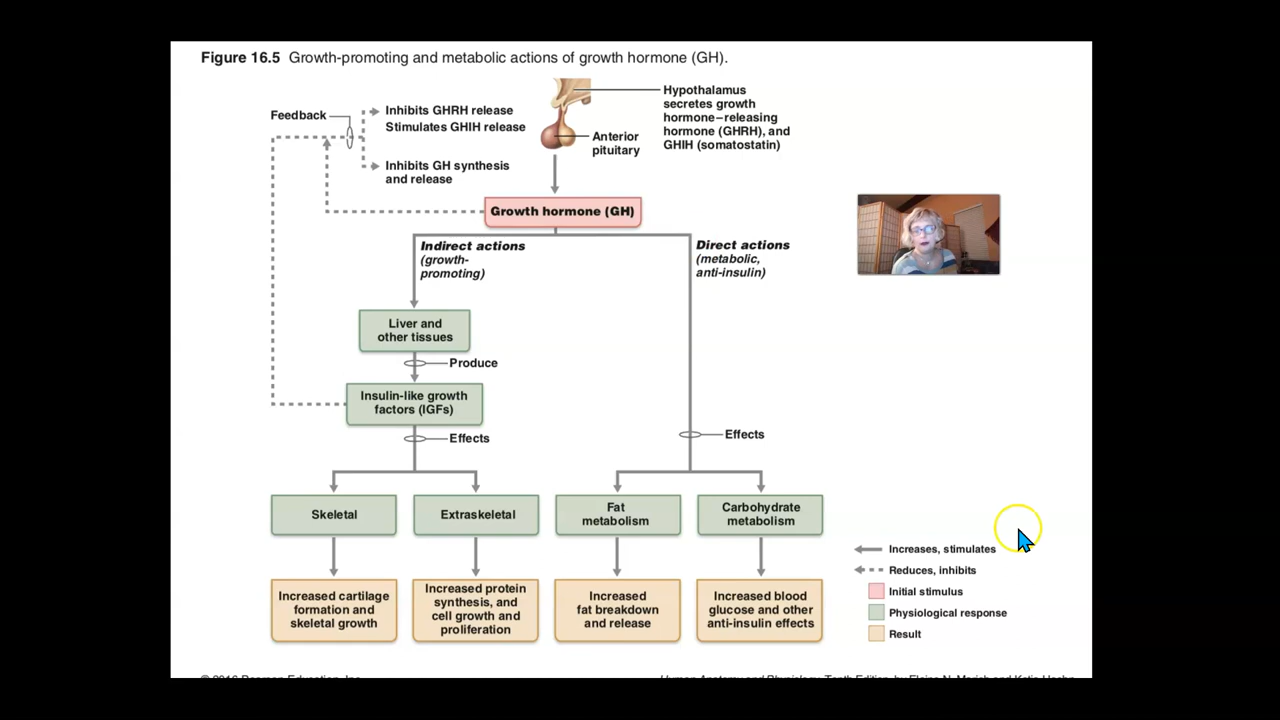 Figure 16.5 Growth-promoting and metabolic actions of growth hormone (GH).
Feedback
Inhibits GHRH release
Stimulates GHIH release
Inhibits GH synthesis
and release
Anterior
pituitary
Hypothalamus
secretes growth
hormone–releasing
hormone (GHRH), and
GHIH (somatostatin)
Growth hormone (GH)
Indirect actions
(growth-
promoting)
Direct actions
(metabolic,
anti-insulin)
Liver and
other tissues
Produce
Insulin-like growth
factors (IGFs)
Effects
Effects
Skeletal
Extraskeletal
Fat
metabolism
Carbohydrate
metabolism
Increased cartilage
formation and
skeletal growth
Increased protein
synthesis, and
cell growth and
proliferation
Increased
fat breakdown
and release
Increased blood
glucose and other
anti-insulin effects
Increases, stimulates
Reduces, inhibits
Initial stimulus
Physiological response
Result
© 2016 Pearson Education, Inc.
Human Anatomy and Physiology, Tenth Edition, by Elaine N. Marieb and Katja Hoehn